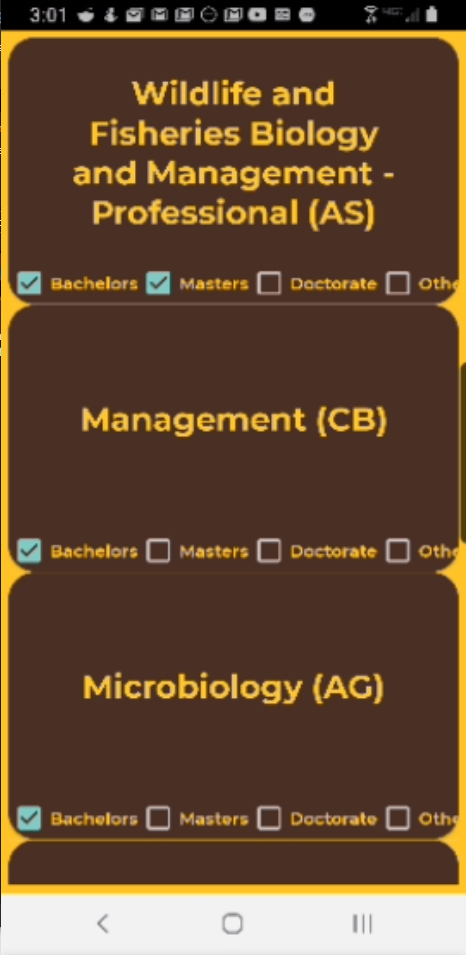 3:01
Wildlife and
Fisheries Biology
and Management -
Professional (AS)
Bachelors Masters Doctorate Othe
Management (CB)
Bachelors Masters Doctorate Othe
Microbiology (AG)
Bachelors Masters Doctorate Othe